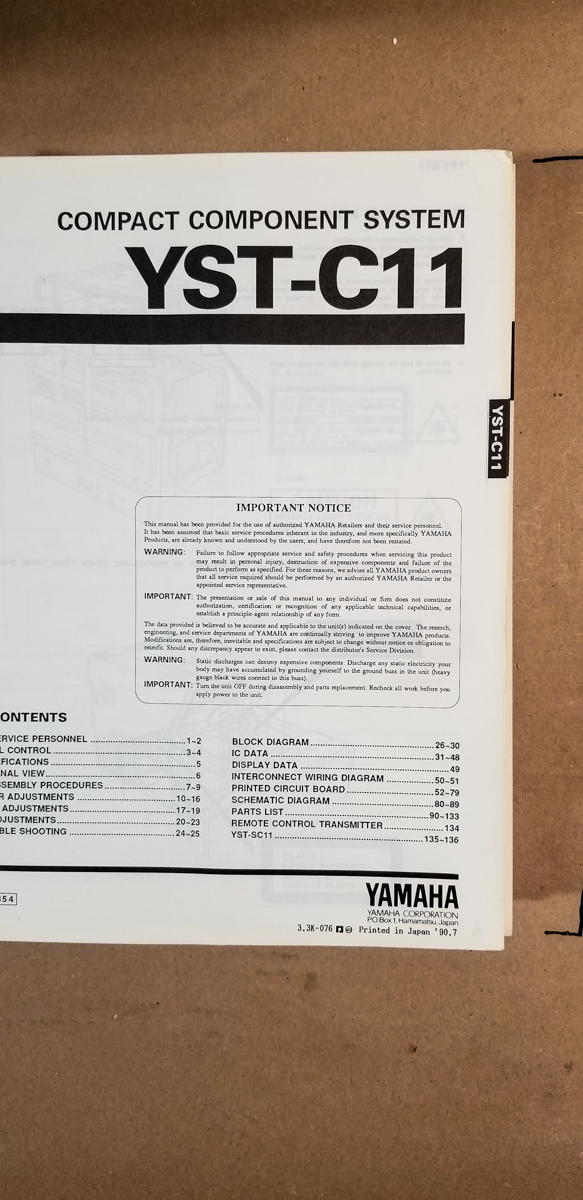 COMPACT COMPONENT SYSTEM
YST-C11
YST-C11
IMPORTANT NOTICE
This manual has been provided for the use of authorized YAMAHA Retailers and their service personnel.
It has been assumed that basic service procedures inherant to the industry, and more specifically YAMAHA
Products, are already known and understood by the users, and have therefore not been restated.
WARNING: Failure to follow appropriate service and safety procedures when servicing this product
may result in personal injury, destruction of expensive components and failure of the
product to perform as specified. For these reasons, we advise all YAMAHA product owners
that all service required should be performed by an authorized YAMAHA Retailer or the
appointed service representative.
IMPORTANT: The presentation or sale of this manual to any individual or firm does not constitute
authorization, certification or recognition of any applicable technical capabilities, or
establish a principle-agent relationship of any form.
The data provided is believed to be accurate and applicable to the unit(s) indicated on the cover. The reserch,
engineering, and service departments of YAMAHA are continually striving to improve YAMAHA products.
Modifications are, therefore, inevitable and specifications are subject to change without notice or obligation to
retrofit. Should any discrepancy appear to exist, please contact the distributor's Service Division.
WARNING: Static discharges can destroy expensive components. Discharge any static electricity your
body may have accumulated by grounding yourself to the ground buss in the unit (heavy
gauge black wires connect to this buss).
IMPORTANT: Turn the unit OFF during disassembly and parts replacement. Recheck all work before you
apply power to the unit.
ONTENTS
ERVICE PERSONNEL ..... 1~2
L CONTROL ..... 3~4
FICATIONS ..... 5
NAL VIEW ..... 6
SSEMBLY PROCEDURES ..... 7~9
R ADJUSTMENTS ..... 10~16
ADJUSTMENTS ..... 17~19
DJUSTMENTS ..... 20~23
BLE SHOOTING ..... 24~25
BLOCK DIAGRAM ..... 26~30
IC DATA ..... 31~48
DISPLAY DATA ..... 49
INTERCONNECT WIRING DIAGRAM ..... 50~51
PRINTED CIRCUIT BOARD ..... 52~79
SCHEMATIC DIAGRAM ..... 80~89
PARTS LIST ..... 90~133
REMOTE CONTROL TRANSMITTER ..... 134
YST-SC11 ..... 135~136
54
YAMAHA
YAMAHA CORPORATION
P.O.Box 1, Hamamatsu, Japan
3.3K-076 Printed in Japan '90.7